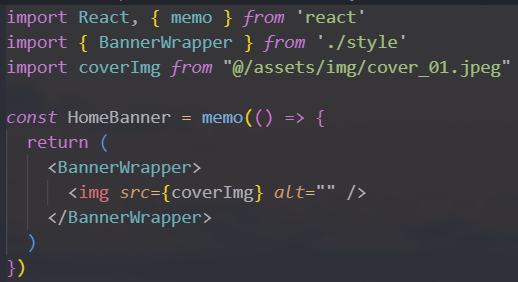 import React, { memo } from 'react'
import { BannerWrapper } from './style'
import coverImg from "@/assets/img/cover_01.jpeg"
const HomeBanner = memo(() => {
return (
<BannerWrapper>
<img src={coverImg} alt="" />
</BannerWrapper>
)
})